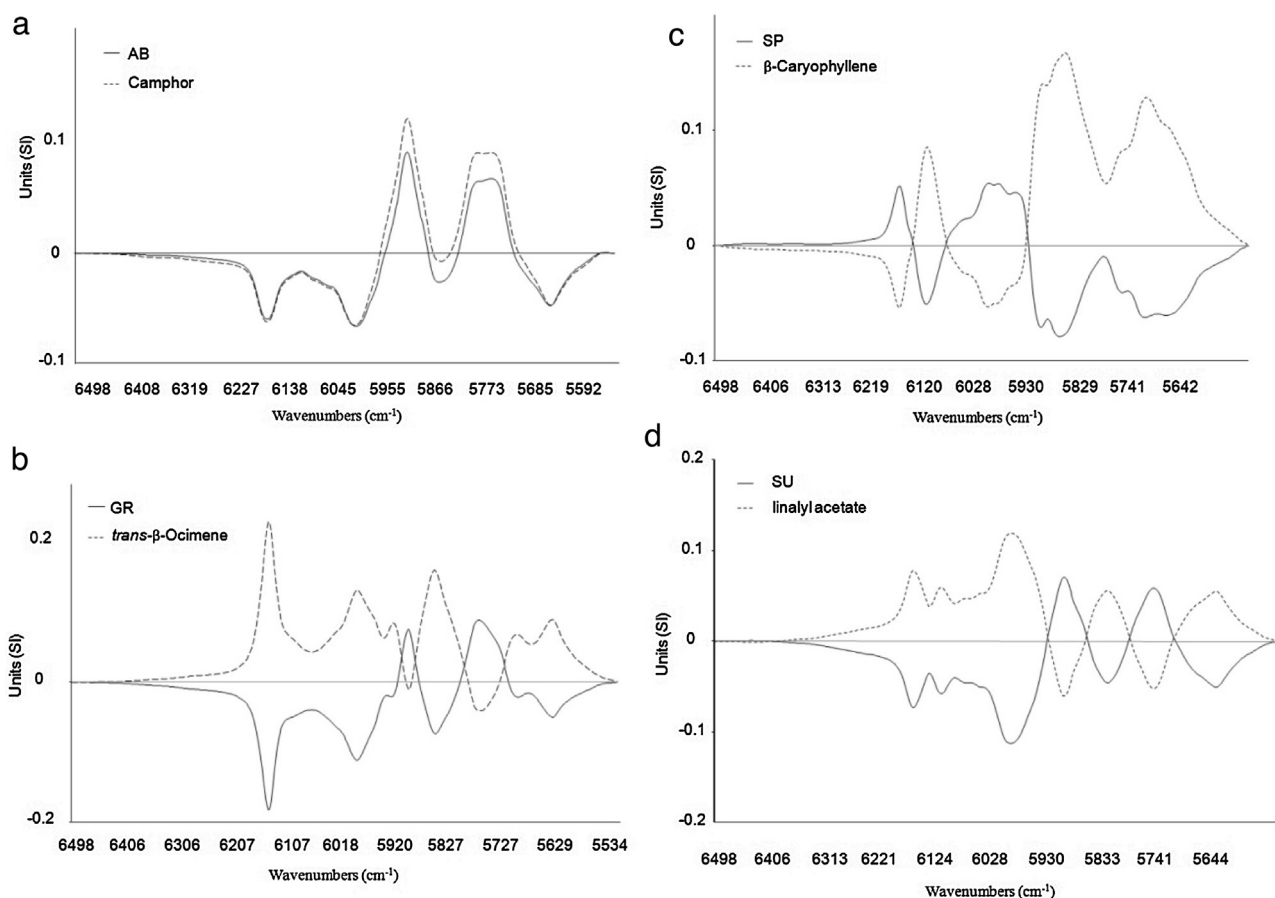 a
AB
Camphor
Units (SI)
0.1
0
-0.1
6498 6408 6319 6227 6138 6045 5955 5866 5773 5685 5592
Wavenumbers (cm-1)
b
GR
trans-β-Ocimene
Units (SI)
0.2
0
-0.2
6498 6406 6306 6207 6107 6018 5920 5827 5727 5629 5534
Wavenumbers (cm-1)
c
SP
β-Caryophyllene
Units (SI)
0.1
0
-0.1
6498 6406 6313 6219 6120 6028 5930 5829 5741 5642
Wavenumbers (cm-1)
d
SU
linalyl acetate
Units (SI)
0.2
0.1
0
-0.1
-0.2
6498 6406 6313 6221 6124 6028 5930 5833 5741 5644
Wavenumbers (cm-1)